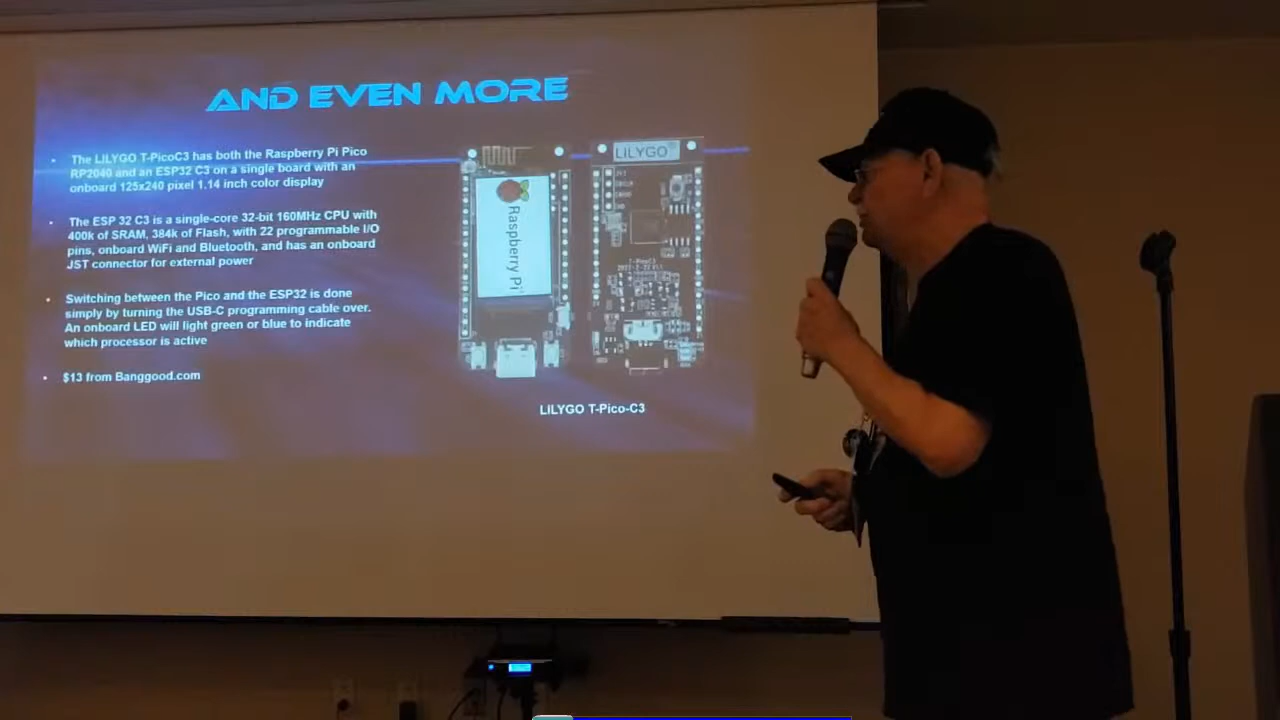 AND EVEN MORE
The LILYGO T-PicoC3 has both the Raspberry Pi Pico
RP2040 and an ESP32 C3 on a single board with an
onboard 125x240 pixel 1.14 inch color display
The ESP 32 C3 is a single-core 32-bit 160MHz CPU with
400k of SRAM, 384k of Flash, with 22 programmable I/O
pins, onboard WiFi and Bluetooth, and has an onboard
JST connector for external power
Switching between the Pico and the ESP32 is done
simply by turning the USB-C programming cable over.
An onboard LED will light green or blue to indicate
which processor is active
$13 from Banggood.com
Raspberry Pi
LILYGO
T-PicoC3
LILYGO T-Pico-C3